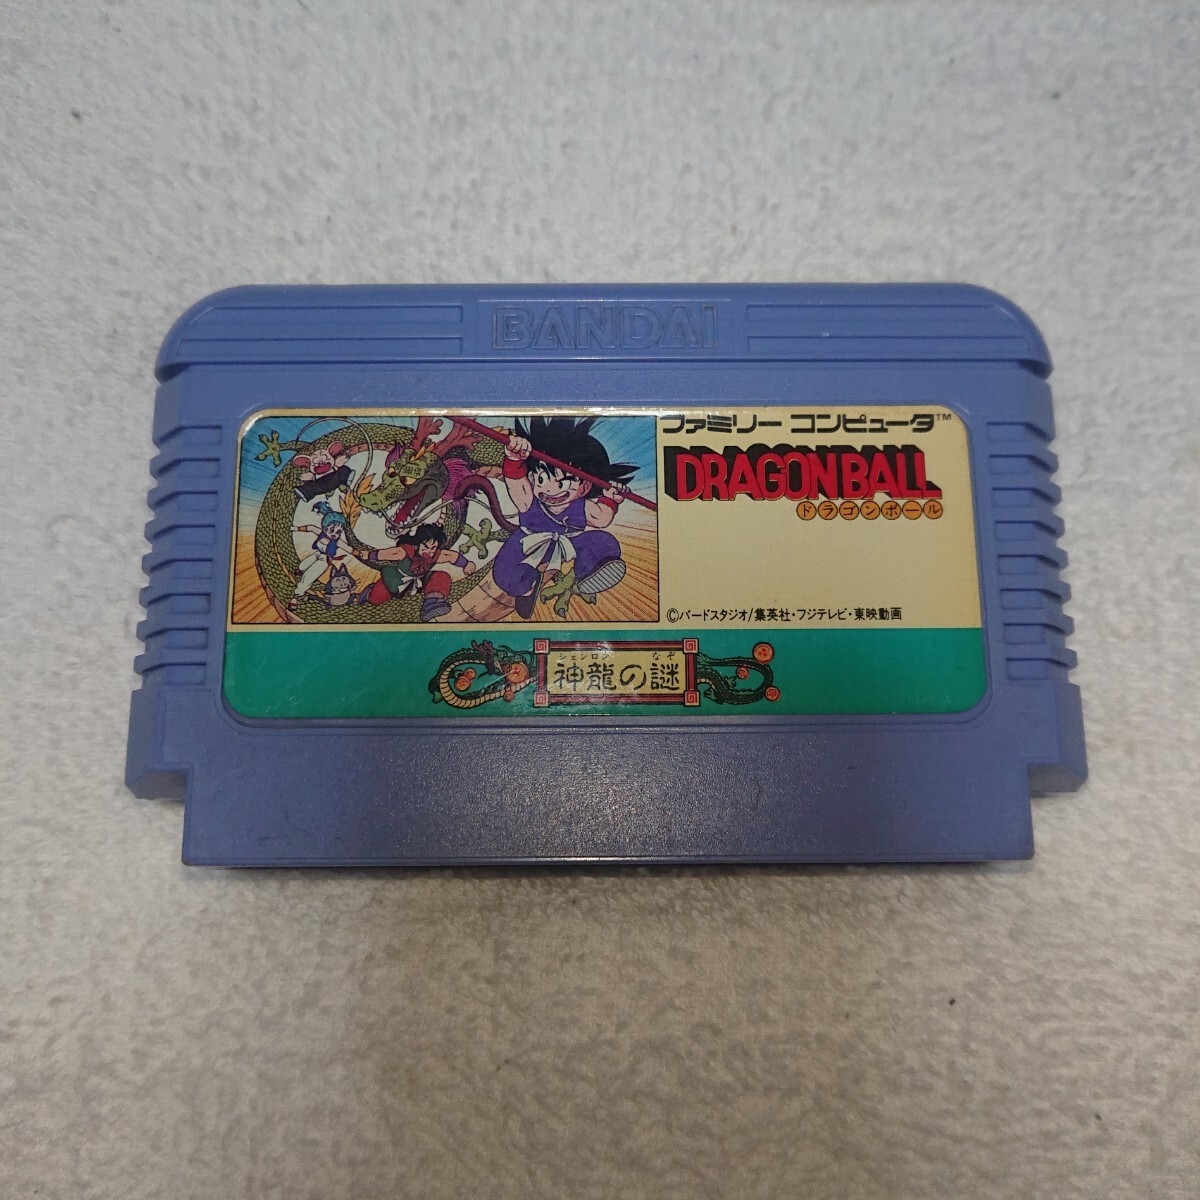 BANDAI
ファミリー コンピュータ™
DRAGONBALL
ドラゴンボール
©バードスタジオ/集英社・フジテレビ・東映動画
シェンロン なぞ
神龍の謎